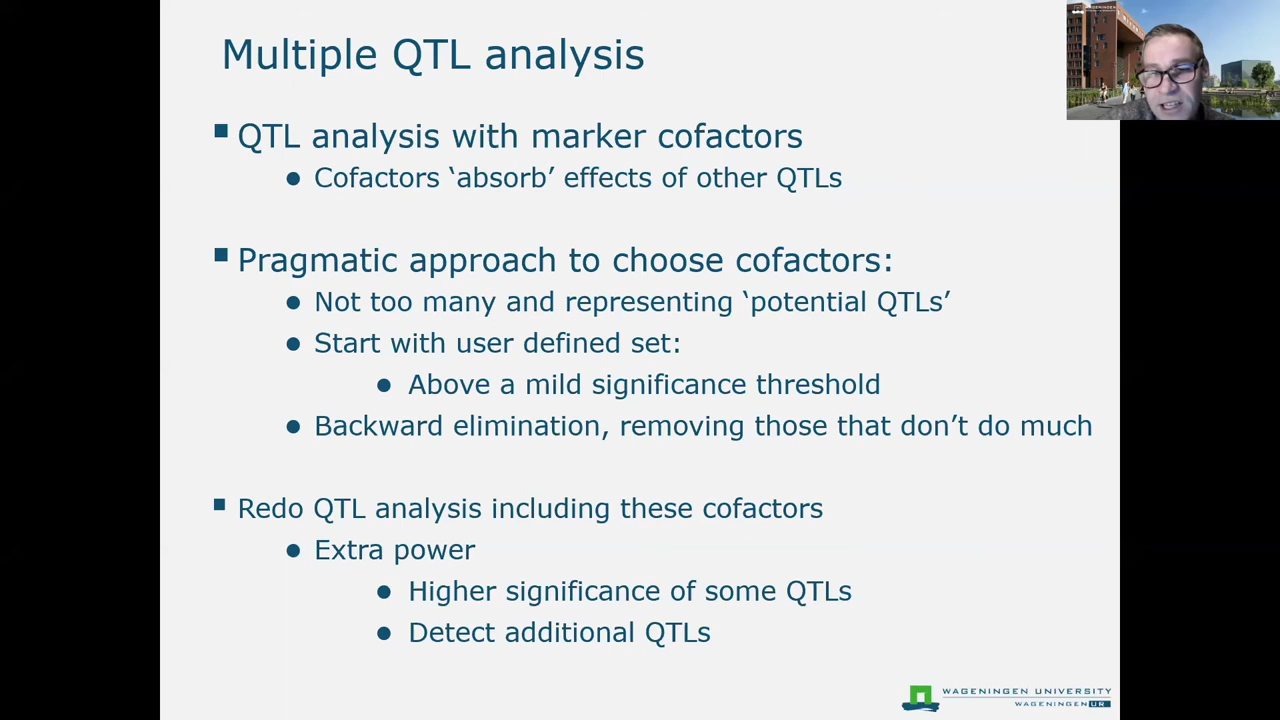 Multiple QTL analysis
QTL analysis with marker cofactors
Cofactors ‘absorb’ effects of other QTLs
Pragmatic approach to choose cofactors:
Not too many and representing ‘potential QTLs’
Start with user defined set:
Above a mild significance threshold
Backward elimination, removing those that don’t do much
Redo QTL analysis including these cofactors
Extra power
Higher significance of some QTLs
Detect additional QTLs
WAGENINGEN UNIVERSITY
WAGENINGEN UR